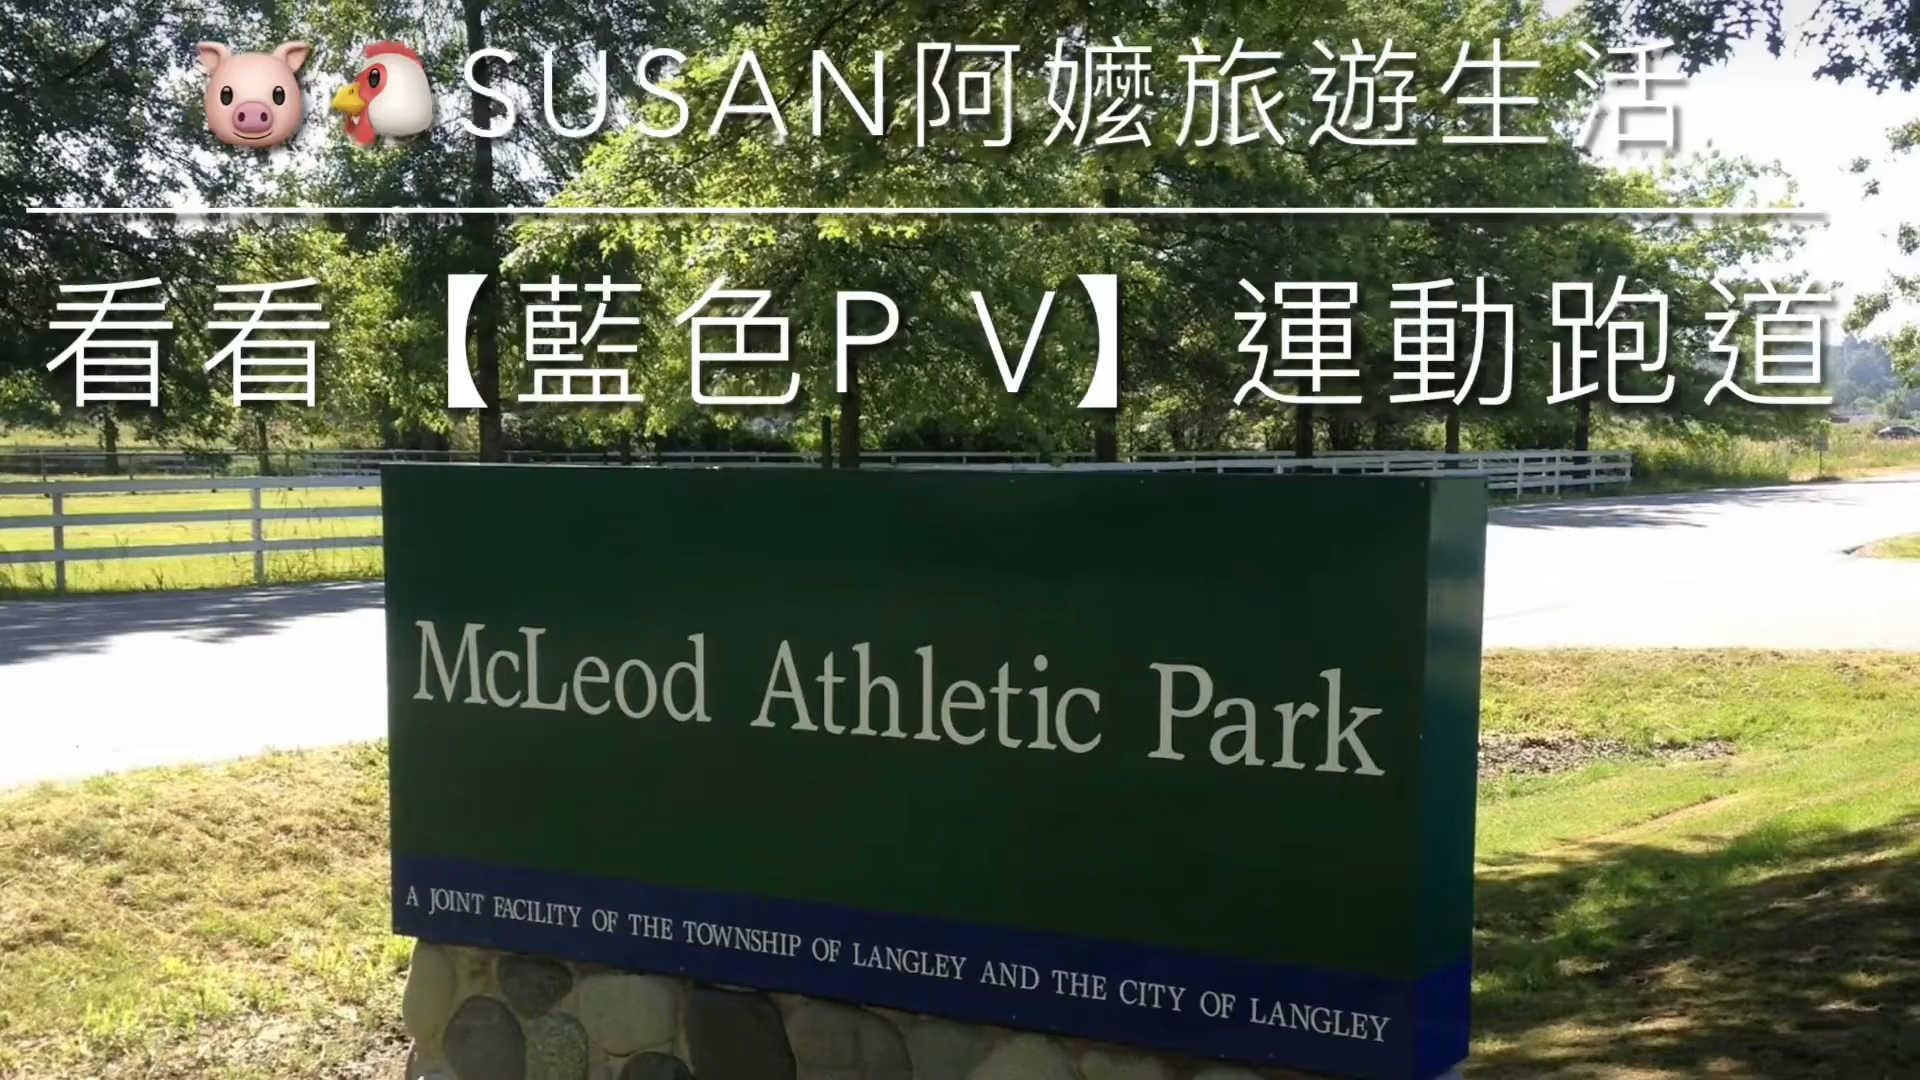 🐷🐔SUSAN阿嬤旅遊生活
看看【藍色PV】運動跑道
McLeod Athletic Park
A JOINT FACILITY OF THE TOWNSHIP OF LANGLEY AND THE CITY OF LANGLEY